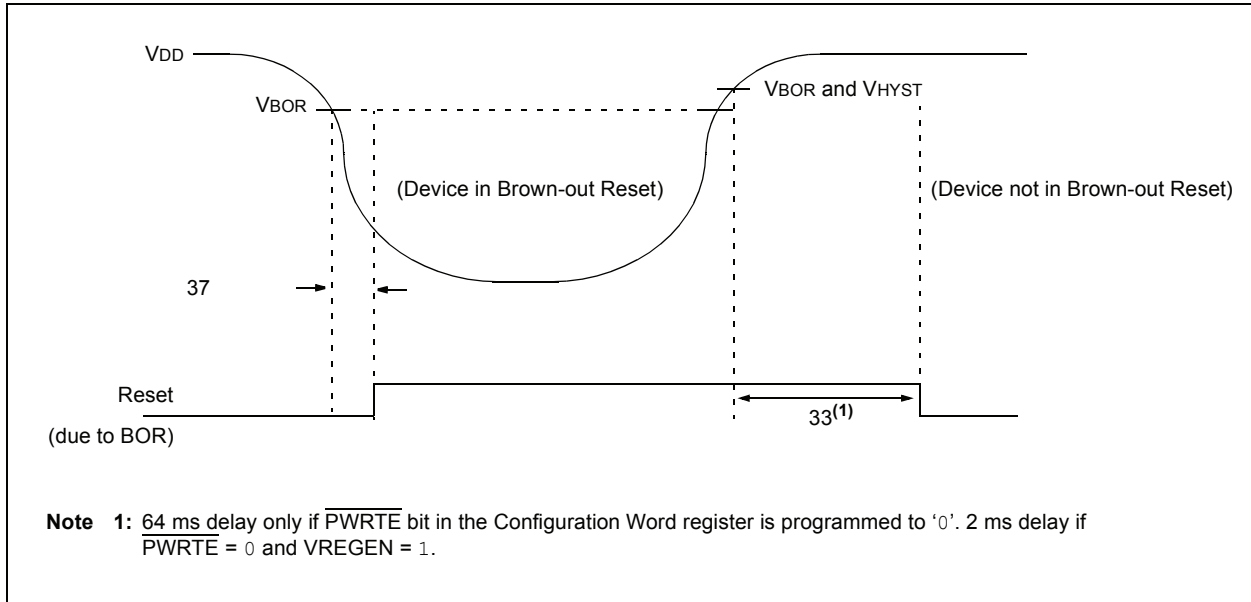 VDD
VBOR
VBOR and VHYST
(Device in Brown-out Reset)
(Device not in Brown-out Reset)
37
Reset
33(1)
(due to BOR)
Note 1: 64 ms delay only if PWRTE bit in the Configuration Word register is programmed to ‘0’. 2 ms delay if
PWRTE = 0 and VREGEN = 1.